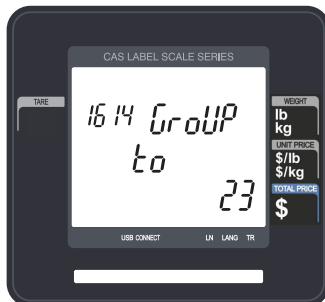 CAS LABEL SCALE SERIES
TARE
1614 GroUP
to
23
WEIGHT
lb
kg
UNIT PRICE
$/lb
$/kg
TOTAL PRICE
$
USB CONNECT LN LANG TR